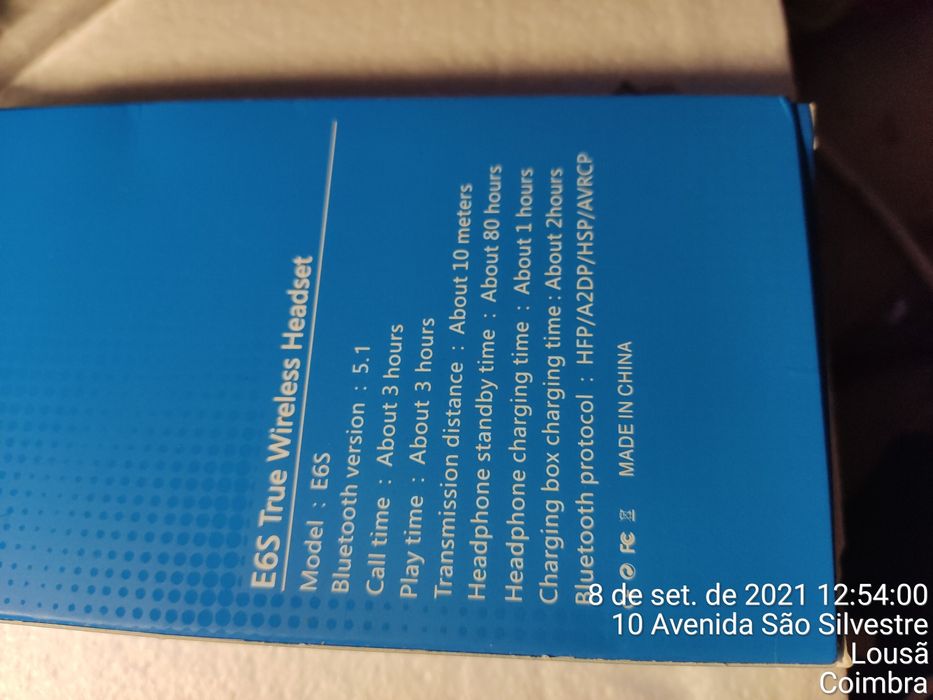 E6S True Wireless Headset
Model : E6S
Bluetooth version : 5.1
Call time : About 3 hours
Play time : About 3 hours
Transmission distance : About 10 meters
Headphone standby time : About 80 hours
Headphone charging time : About 1 hours
Charging box charging time : About 2hours
Bluetooth protocol : HFP/A2DP/HSP/AVRCP
FC MADE IN CHINA
8 de set. de 2021 12:54:00
10 Avenida São Silvestre
Lousã
Coimbra